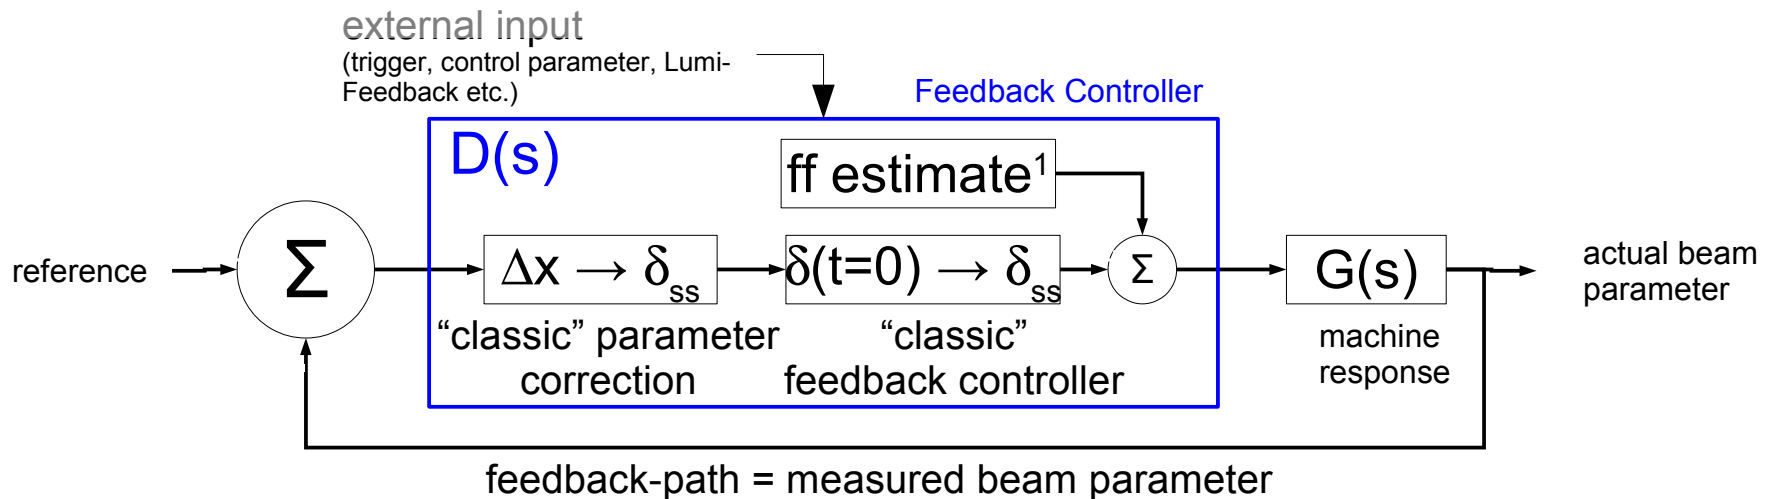 external input
(trigger, control parameter, Lumi-
Feedback etc.)
Feedback Controller
D(s)
ff estimate¹
reference
Σ
Δx → δss
δ(t=0) → δss
Σ
G(s)
actual beam
parameter
“classic” parameter
correction
“classic”
feedback controller
machine
response
feedback-path = measured beam parameter